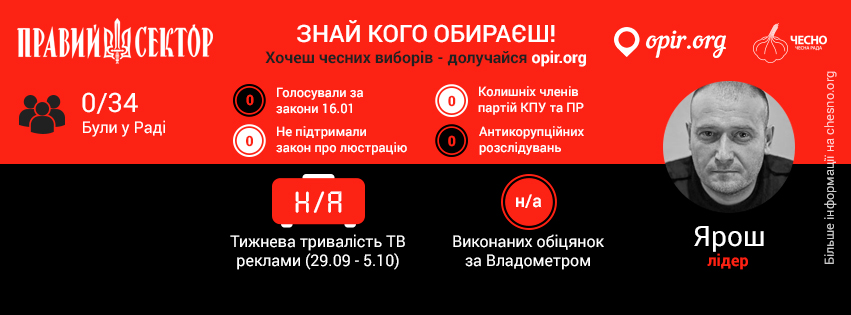 ПРАВИЙ СЕКТОР
ЗНАЙ КОГО ОБИРАЄШ!
Хочеш чесних виборів - долучайся opir.org
opir.org
ЧЕСНО
ЧЕСНА РАДА
0/34
Були у Раді
0
Голосували за
закони 16.01
0
Не підтримали
закон про люстрацію
0
Колишніх членів
партій КПУ та ПР
0
Антикорупційних
розслідувань
Н/Я
Тижнева тривалість ТВ
реклами (29.09 - 5.10)
н/а
Виконаних обіцянок
за Владометром
Ярош
лідер
Більше інформації на chesno.org